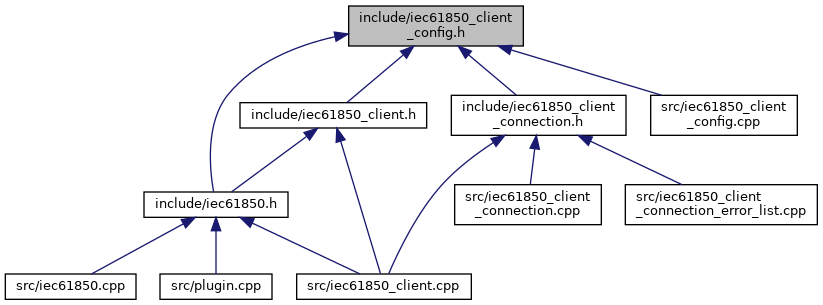 include/iec61850_client
_config.h
include/iec61850_client.h
include/iec61850_client
_connection.h
src/iec61850_client
_config.cpp
include/iec61850.h
src/iec61850_client
_connection.cpp
src/iec61850_client
_connection_error_list.cpp
src/iec61850.cpp
src/plugin.cpp
src/iec61850_client.cpp